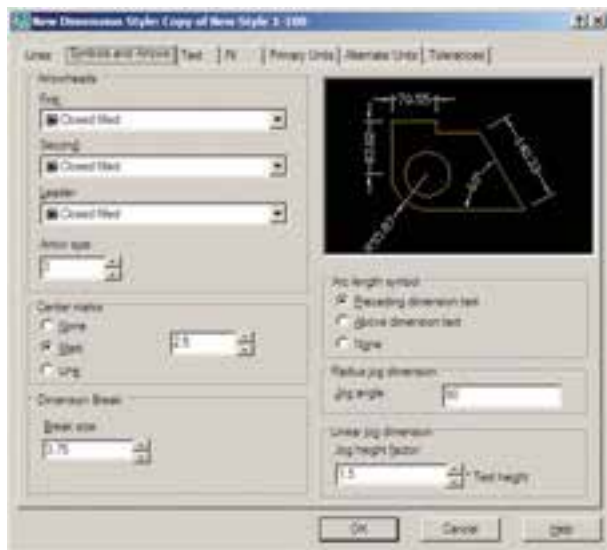 New Dimension Style: Copy of New Style 1-100
Lines Symbols and Arrows Text Fit Primary Units Alternate Units Tolerances
Arrowheads
First
Closed filled
Second
Closed filled
Leader
Closed filled
Arrow size
Center marks
None
Mark
Line
2.5
Dimension Break
Break size
3.75
Arc length symbol
Preceding dimension text
Above dimension text
None
Radius jog dimension
Jog angle
Linear jog dimension
Jog height factor
1.5
* Text height
OK Cancel Help